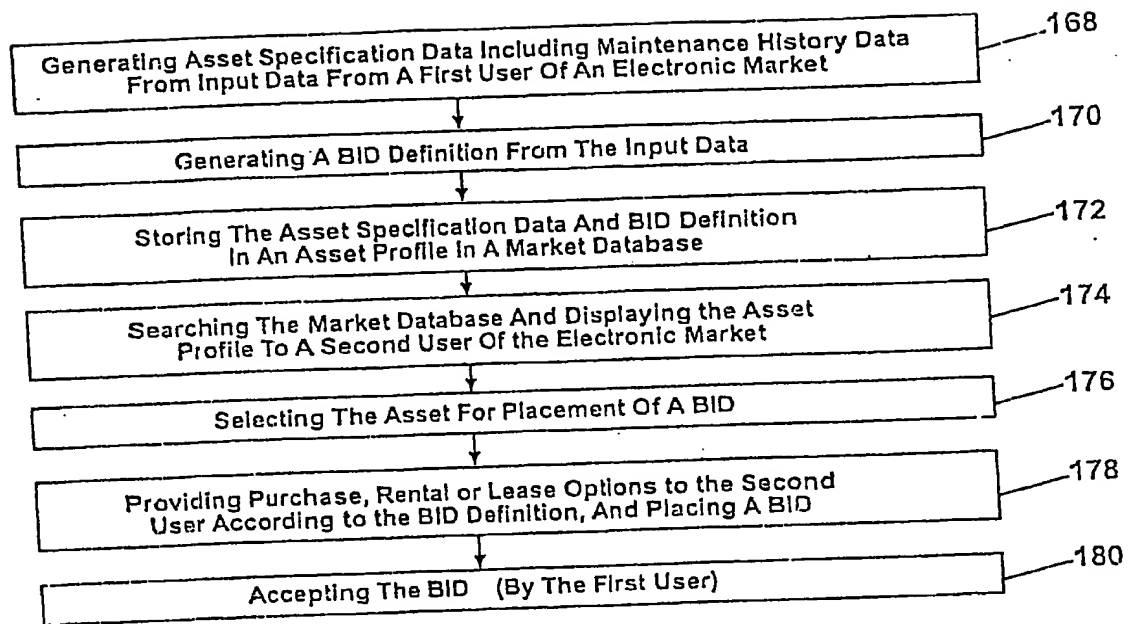 Generating Asset Specification Data Including Maintenance History Data
From Input Data From A First User Of An Electronic Market
168
Generating A BID Definition From The Input Data
170
Storing The Asset Specification Data And BID Definition
In An Asset Profile In A Market Database
172
Searching The Market Database And Displaying the Asset
Profile To A Second User Of the Electronic Market
174
Selecting The Asset For Placement Of A BID
176
Providing Purchase, Rental or Lease Options to the Second
User According to the BID Definition, And Placing A BID
178
Accepting The BID (By The First User)
180